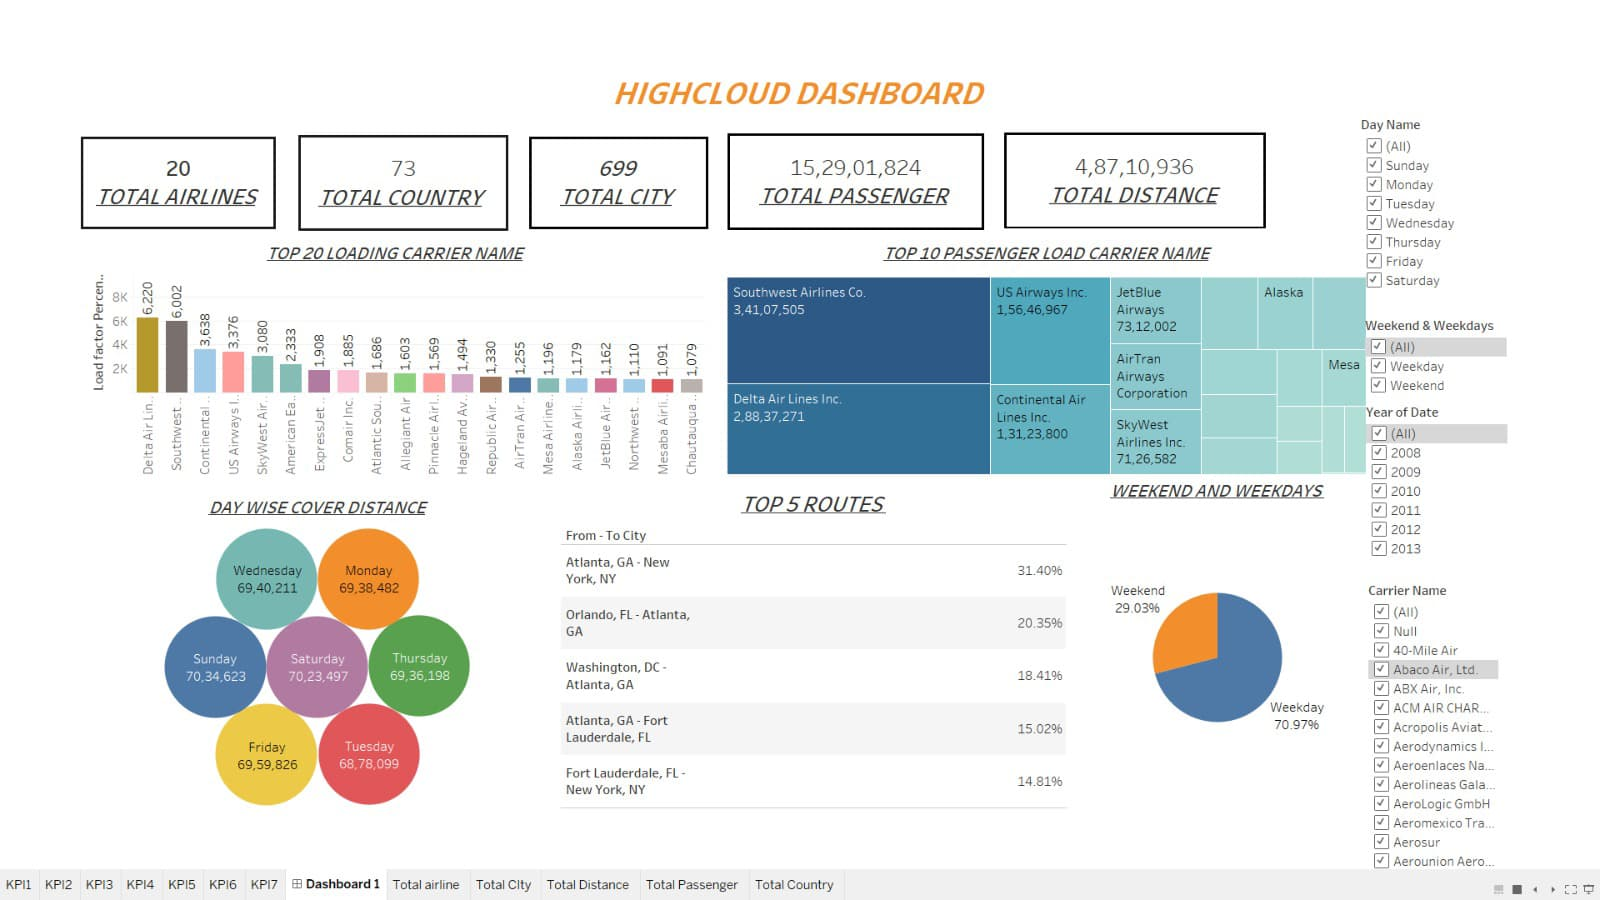 HIGHCLOUD DASHBOARD
20
TOTAL AIRLINES
73
TOTAL COUNTRY
699
TOTAL CITY
15,29,01,824
TOTAL PASSENGER
4,87,10,936
TOTAL DISTANCE
TOP 20 LOADING CARRIER NAME
Load factor Percen..
8K
6K
4K
2K
6,220
6,002
3,638
3,376
3,080
2,333
1,908
1,885
1,686
1,603
1,569
1,494
1,330
1,255
1,196
1,179
1,162
1,110
1,091
1,079
Delta Air Lin..
Southwest ..
Continental ..
US Airways I..
SkyWest Air..
American Ea..
ExpressJet ..
Comair Inc.
Atlantic Sou..
Allegiant Air
Pinnacle Airl..
Hageland Av..
Republic Air..
AirTran Air..
Mesa Airline..
Alaska Airli..
JetBlue Air..
Northwest ..
Mesaba Airli..
Chautauqua ..
TOP 10 PASSENGER LOAD CARRIER NAME
Southwest Airlines Co.
3,41,07,505
Delta Air Lines Inc.
2,88,37,271
US Airways Inc.
1,56,46,967
Continental Air
Lines Inc.
1,31,23,800
JetBlue
Airways
73,12,002
AirTran
Airways
Corporation
SkyWest
Airlines Inc.
71,26,582
Alaska
Mesa
DAY WISE COVER DISTANCE
Wednesday
69,40,211
Monday
69,38,482
Sunday
70,34,623
Saturday
70,23,497
Thursday
69,36,198
Friday
69,59,826
Tuesday
68,78,099
TOP 5 ROUTES
From - To City
Atlanta, GA - New
York, NY
31.40%
Orlando, FL - Atlanta,
GA
20.35%
Washington, DC -
Atlanta, GA
18.41%
Atlanta, GA - Fort
Lauderdale, FL
15.02%
Fort Lauderdale, FL -
New York, NY
14.81%
WEEKEND AND WEEKDAYS
Weekend
29.03%
Weekday
70.97%
Day Name
(All)
Sunday
Monday
Tuesday
Wednesday
Thursday
Friday
Saturday
Weekend & Weekdays
(All)
Weekday
Weekend
Year of Date
(All)
2008
2009
2010
2011
2012
2013
Carrier Name
(All)
Null
40-Mile Air
Abaco Air, Ltd.
ABX Air, Inc.
ACM AIR CHAR...
Acropolis Aviat...
Aerodynamics I...
Aeroenlaces Na...
Aerolineas Gala...
AeroLogic GmbH
Aeromexico Tra...
Aerosur
Aerounion Aero...
KPI1
KPI2
KPI3
KPI4
KPI5
KPI6
KPI7
Dashboard 1
Total airline
Total CIty
Total Distance
Total Passenger
Total Country